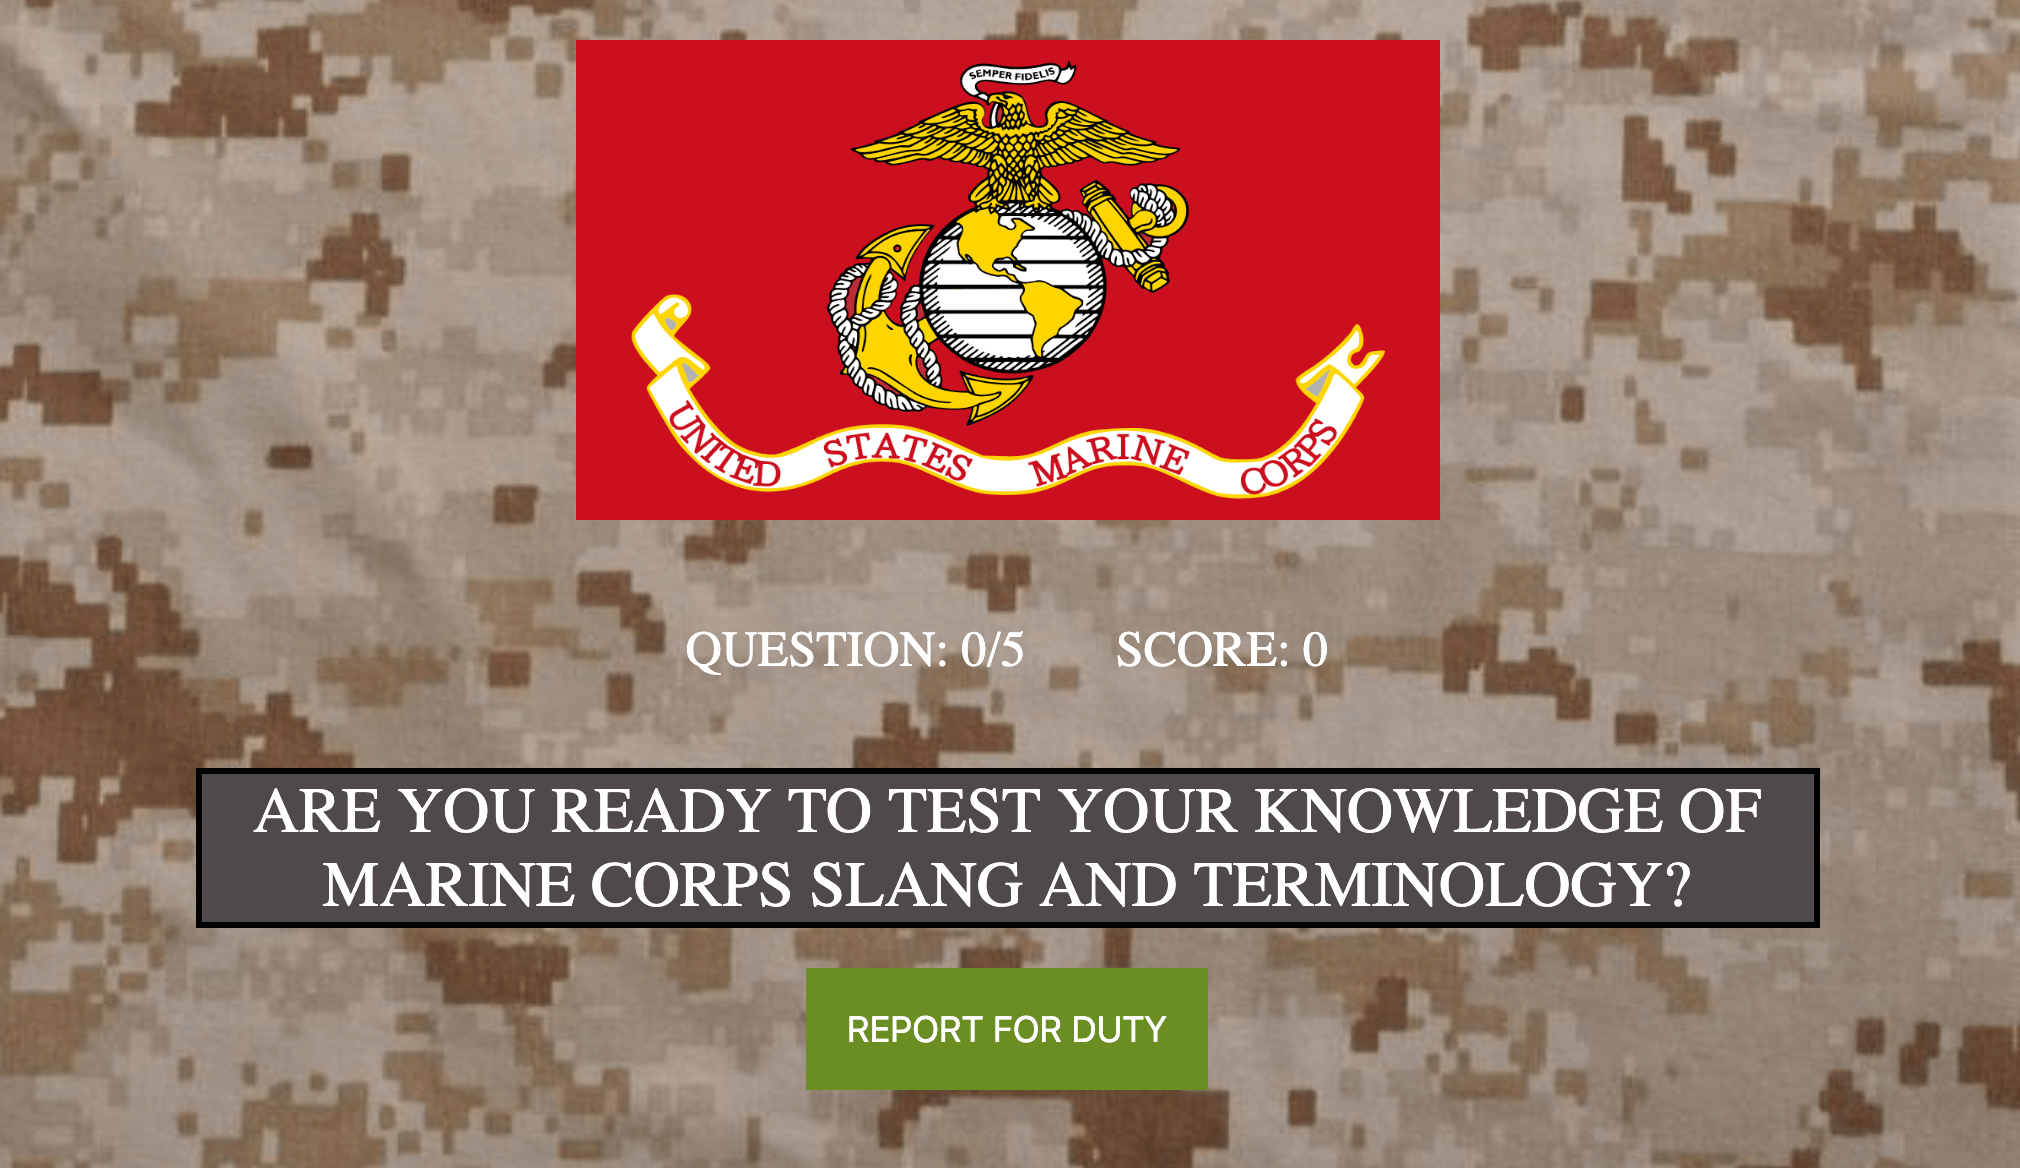 SEMPER FIDELIS
UNITED STATES MARINE CORPS
QUESTION: 0/5 SCORE: 0
ARE YOU READY TO TEST YOUR KNOWLEDGE OF
MARINE CORPS SLANG AND TERMINOLOGY?
REPORT FOR DUTY